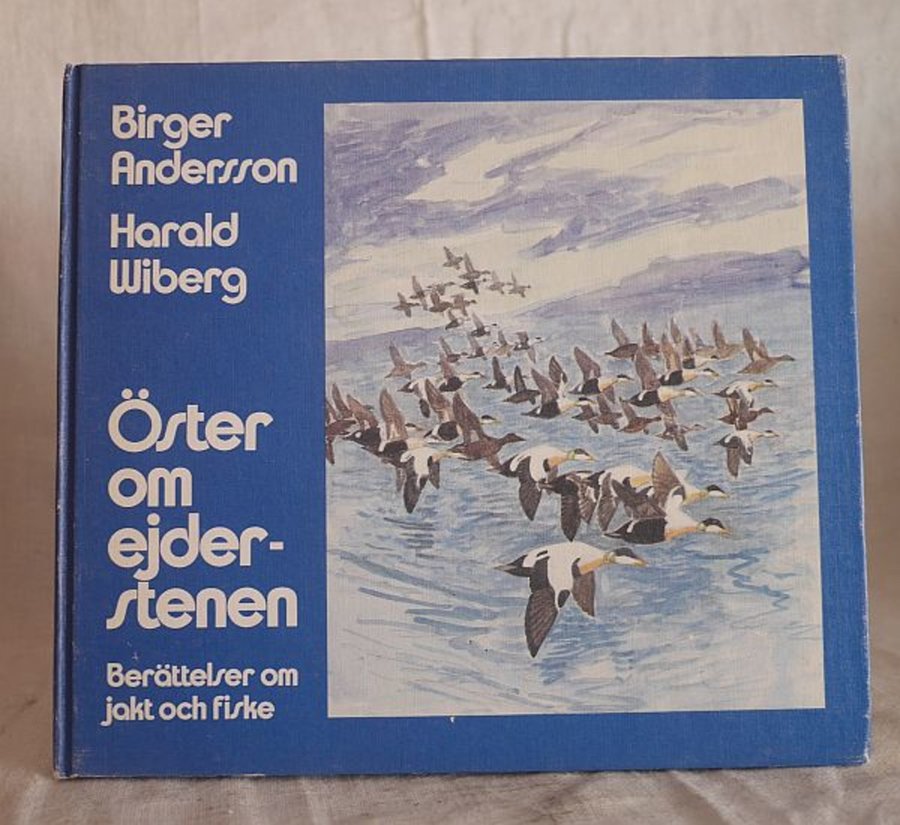 Birger
Andersson
Harald
Wiberg
Öster
om
ejder-
stenen
Berättelser om
jakt och fiske